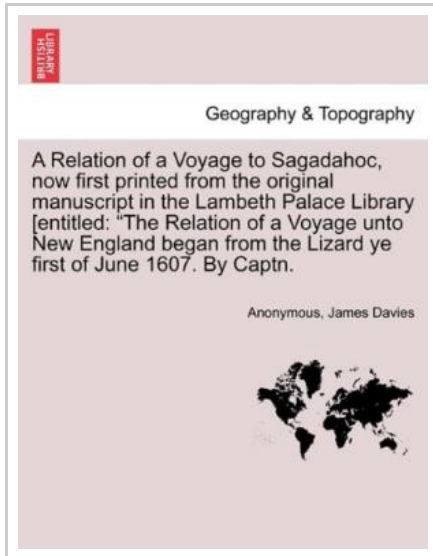 BRITISH
LIBRARY
Geography & Topography
A Relation of a Voyage to Sagadahoc,
now first printed from the original
manuscript in the Lambeth Palace Library
[entitled: "The Relation of a Voyage unto
New England began from the Lizard ye
first of June 1607. By Captn.
Anonymous, James Davies